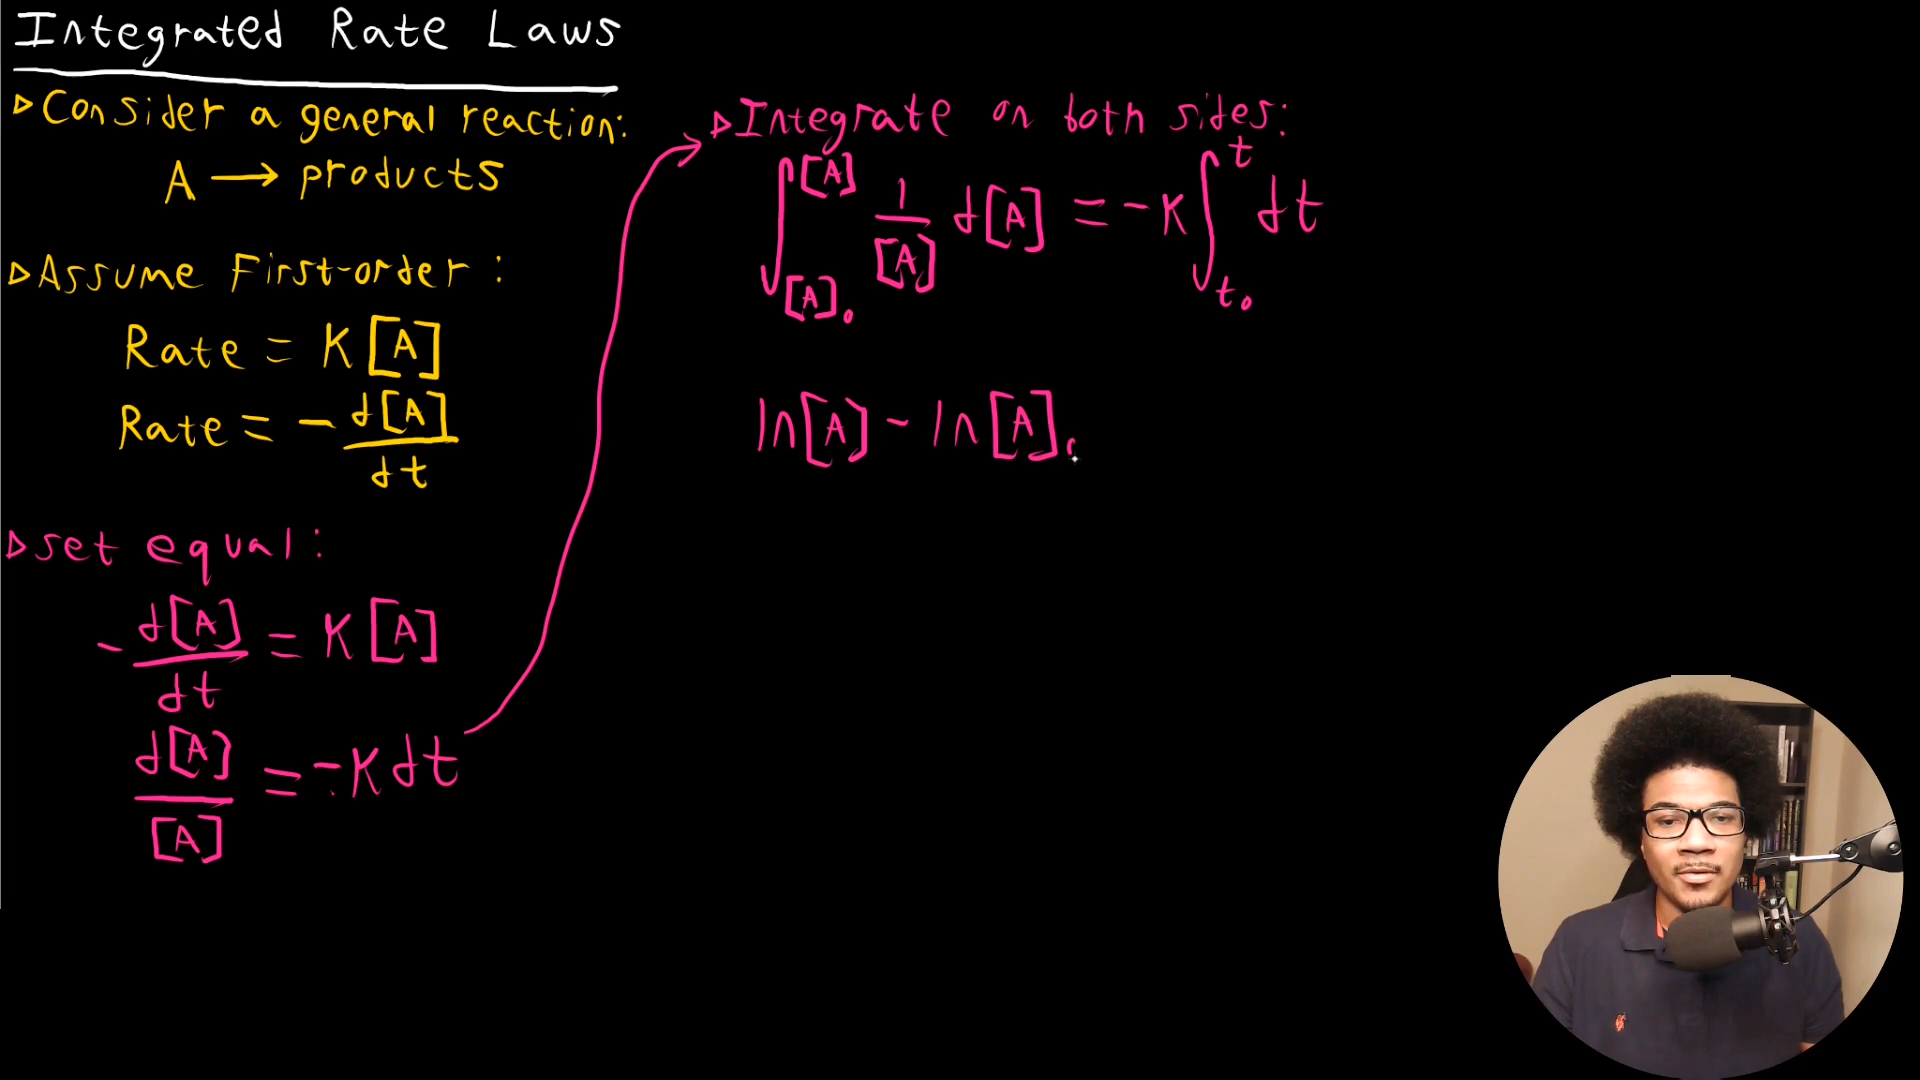 Integrated Rate Laws
▹Consider a general reaction:
A ⟶ products
▹Assume First-order:
Rate = K[A]
Rate = - d[A]/dt
▹set equal:
- d[A]/dt = K[A]
d[A]/[A] = -Kdt
▹Integrate on both sides:
∫_{[A]₀}^{[A]} 1/[A] d[A] = -K ∫_{t₀}^{t} dt
ln[A] - ln[A]